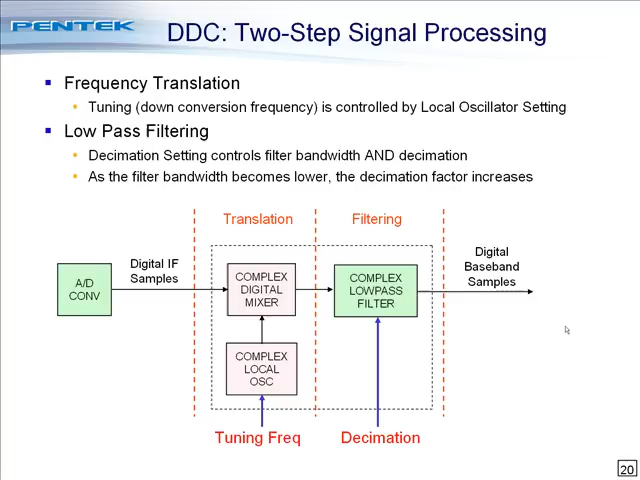 PENTEK
DDC: Two-Step Signal Processing
Frequency Translation
Tuning (down conversion frequency) is controlled by Local Oscillator Setting
Low Pass Filtering
Decimation Setting controls filter bandwidth AND decimation
As the filter bandwidth becomes lower, the decimation factor increases
Translation
Filtering
A/D
CONV
Digital IF
Samples
COMPLEX
DIGITAL
MIXER
COMPLEX
LOWPASS
FILTER
Digital
Baseband
Samples
COMPLEX
LOCAL
OSC
Tuning Freq
Decimation
20